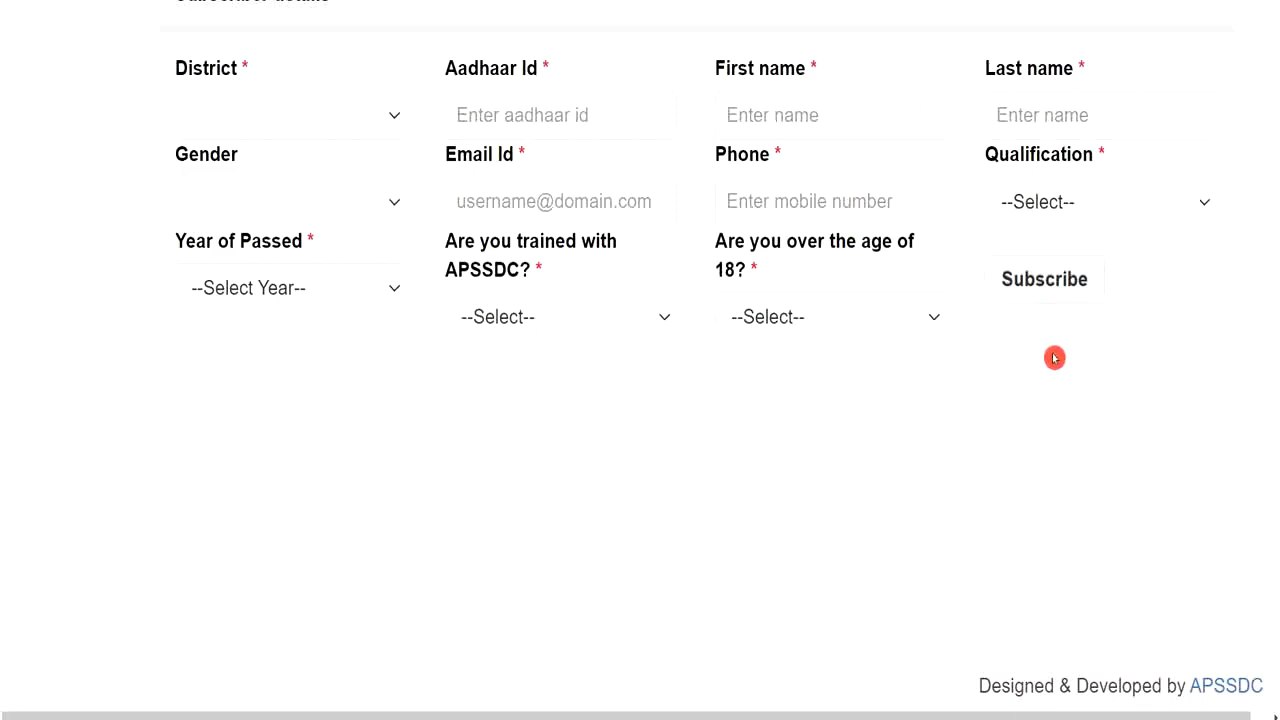 District *
Aadhaar Id *
First name *
Last name *
Enter aadhaar id
Enter name
Enter name
Gender
Email Id *
Phone *
Qualification *
username@domain.com
Enter mobile number
--Select--
Year of Passed *
Are you trained with
APSSDC? *
Are you over the age of
18? *
--Select Year--
--Select--
--Select--
Subscribe
Designed & Developed by APSSDC